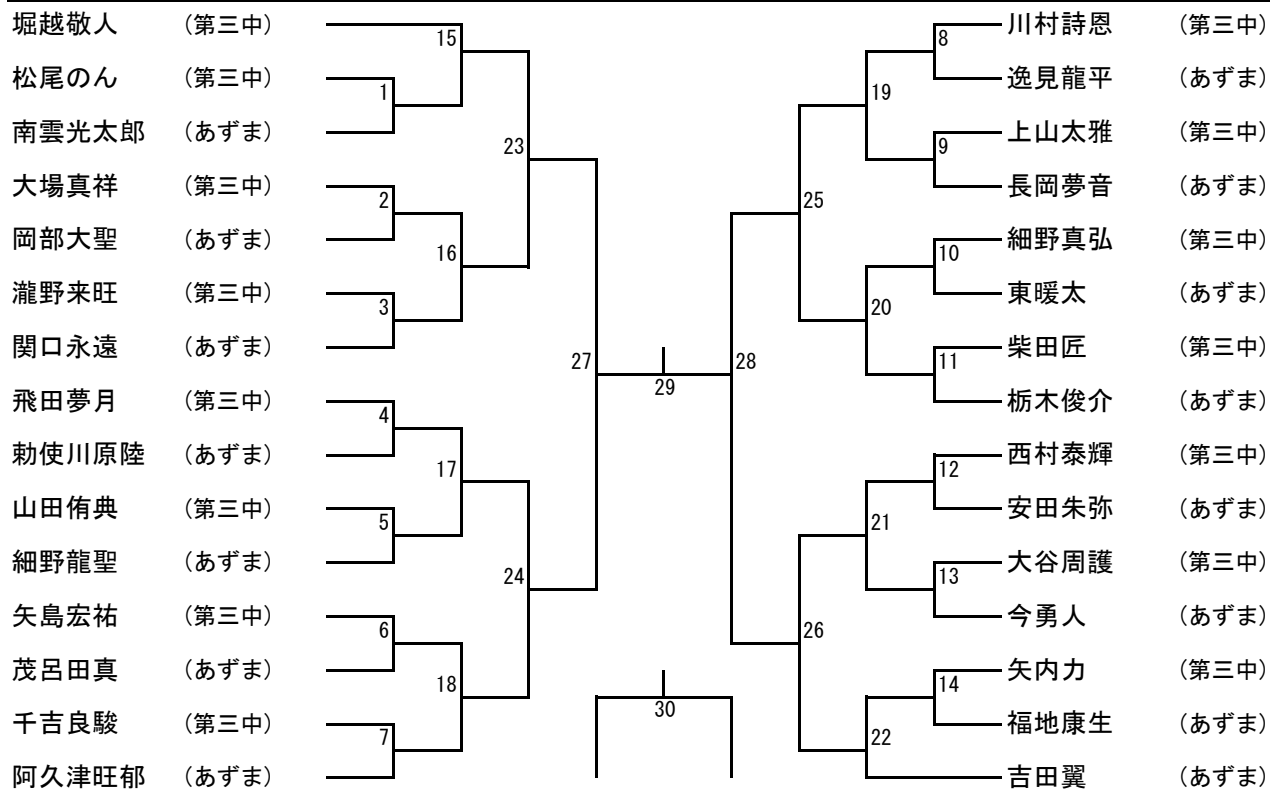 堀越敬人 （第三中） 15 8 川村詩恩 （第三中）
松尾のん （第三中） 1 19 逸見龍平 （あずま）
南雲光太郎 （あずま） 23 9 上山太雅 （第三中）
大場真祥 （第三中） 2 25 長岡夢音 （あずま）
岡部大聖 （あずま） 16 10 細野真弘 （第三中）
瀧野来旺 （第三中） 3 20 東暖太 （あずま）
関口永遠 （あずま） 27 29 28 11 柴田匠 （第三中）
飛田夢月 （第三中） 4 栃木俊介 （あずま）
勅使川原陸 （あずま） 17 12 西村泰輝 （第三中）
山田侑典 （第三中） 5 21 安田朱弥 （あずま）
細野龍聖 （あずま） 24 13 大谷周護 （第三中）
矢島宏祐 （第三中） 6 26 今勇人 （あずま）
茂呂田真 （あずま） 18 30 14 矢内力 （第三中）
千吉良駿 （第三中） 7 22 福地康生 （あずま）
阿久津旺郁 （あずま） 吉田翼 （あずま）